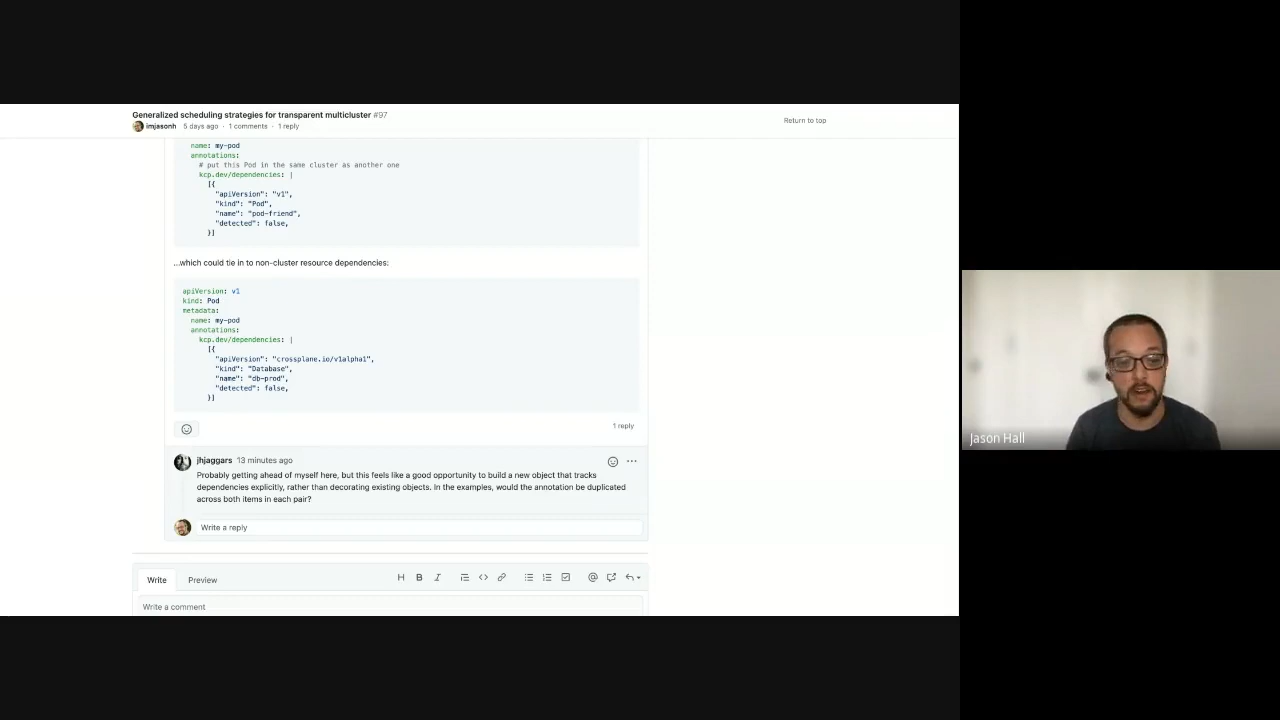 Generalized scheduling strategies for transparent multicluster #97
imjasonh 5 days ago · 1 comments · 1 reply
Return to top
name: my-pod
annotations:
# put this Pod in the same cluster as another one
kcp.dev/dependencies: |
[{
"apiVersion": "v1",
"kind": "Pod",
"name": "pod-friend",
"detected": false,
}]
...which could tie in to non-cluster resource dependencies:
apiVersion: v1
kind: Pod
metadata:
name: my-pod
annotations:
kcp.dev/dependencies: |
[{
"apiVersion": "crossplane.io/v1alpha1",
"kind": "Database",
"name": "db-prod",
"detected": false,
}]
1 reply
jhjaggars 13 minutes ago
Probably getting ahead of myself here, but this feels like a good opportunity to build a new object that tracks
dependencies explicitly, rather than decorating existing objects. In the examples, would the annotation be duplicated
across both items in each pair?
Write a reply
Write Preview
Write a comment
Jason Hall